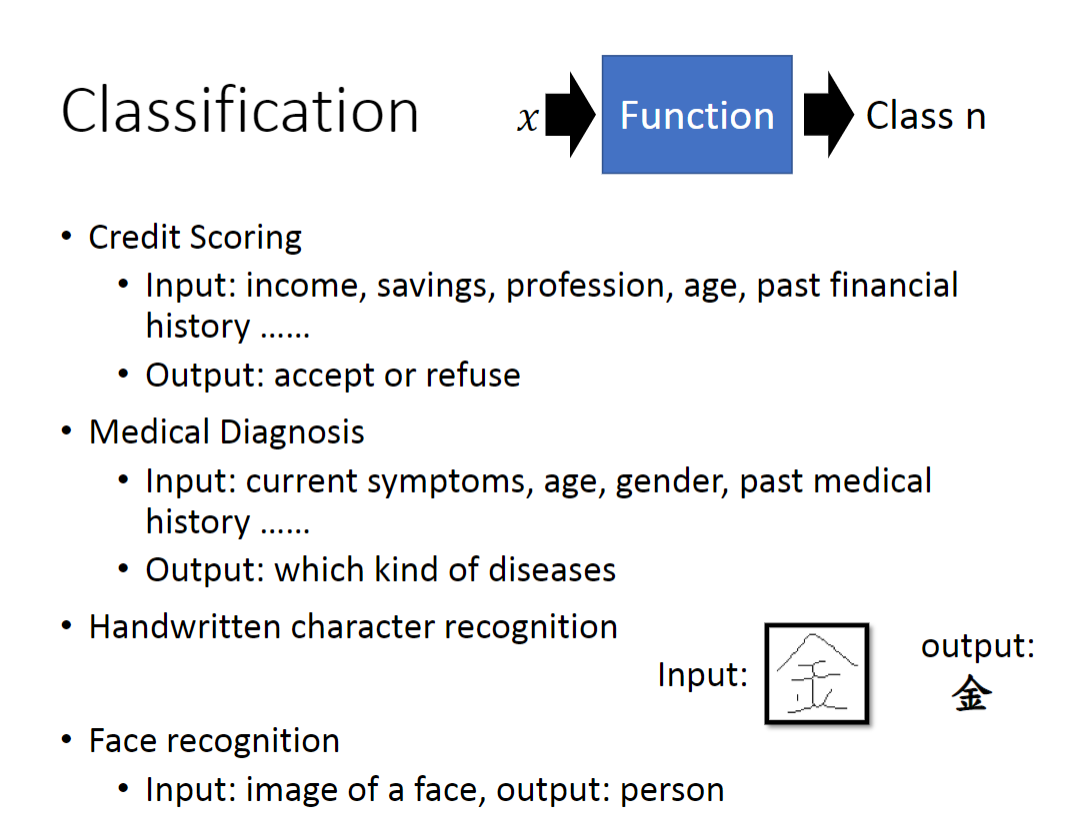 Classification
x
Function
Class n
• Credit Scoring
• Input: income, savings, profession, age, past financial
history ……
• Output: accept or refuse
• Medical Diagnosis
• Input: current symptoms, age, gender, past medical
history ……
• Output: which kind of diseases
• Handwritten character recognition
Input:
金
output:
金
• Face recognition
• Input: image of a face, output: person